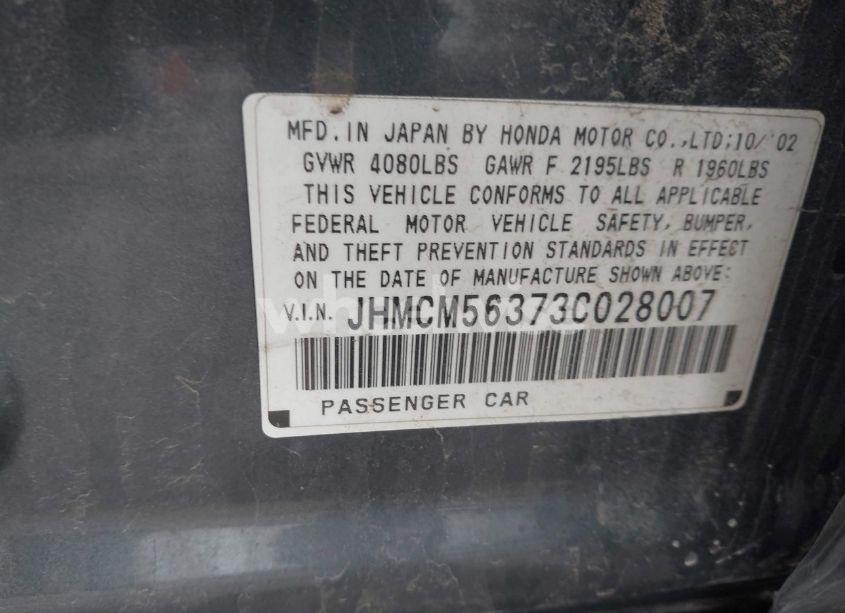 MFD.IN JAPAN BY HONDA MOTOR CO.,LTD;10/'02
GVWR 4080LBS GAWR F 2195LBS R 1960LBS
THIS VEHICLE CONFORMS TO ALL APPLICABLE
FEDERAL MOTOR VEHICLE SAFETY, BUMPER,
AND THEFT PREVENTION STANDARDS IN EFFECT
ON THE DATE OF MANUFACTURE SHOWN ABOVE:
V.I.N. JHMCM56373C028007
PASSENGER CAR